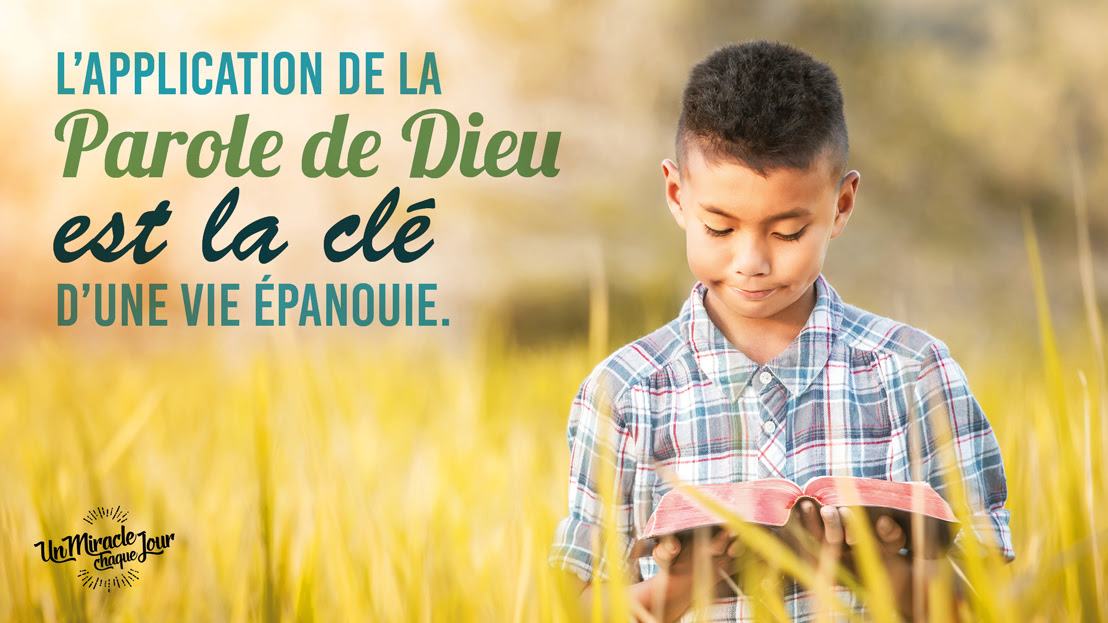 L’APPLICATION DE LA
Parole de Dieu
est la clé
D’UNE VIE ÉPANOUIE.
Un Miracle
chaque Jour